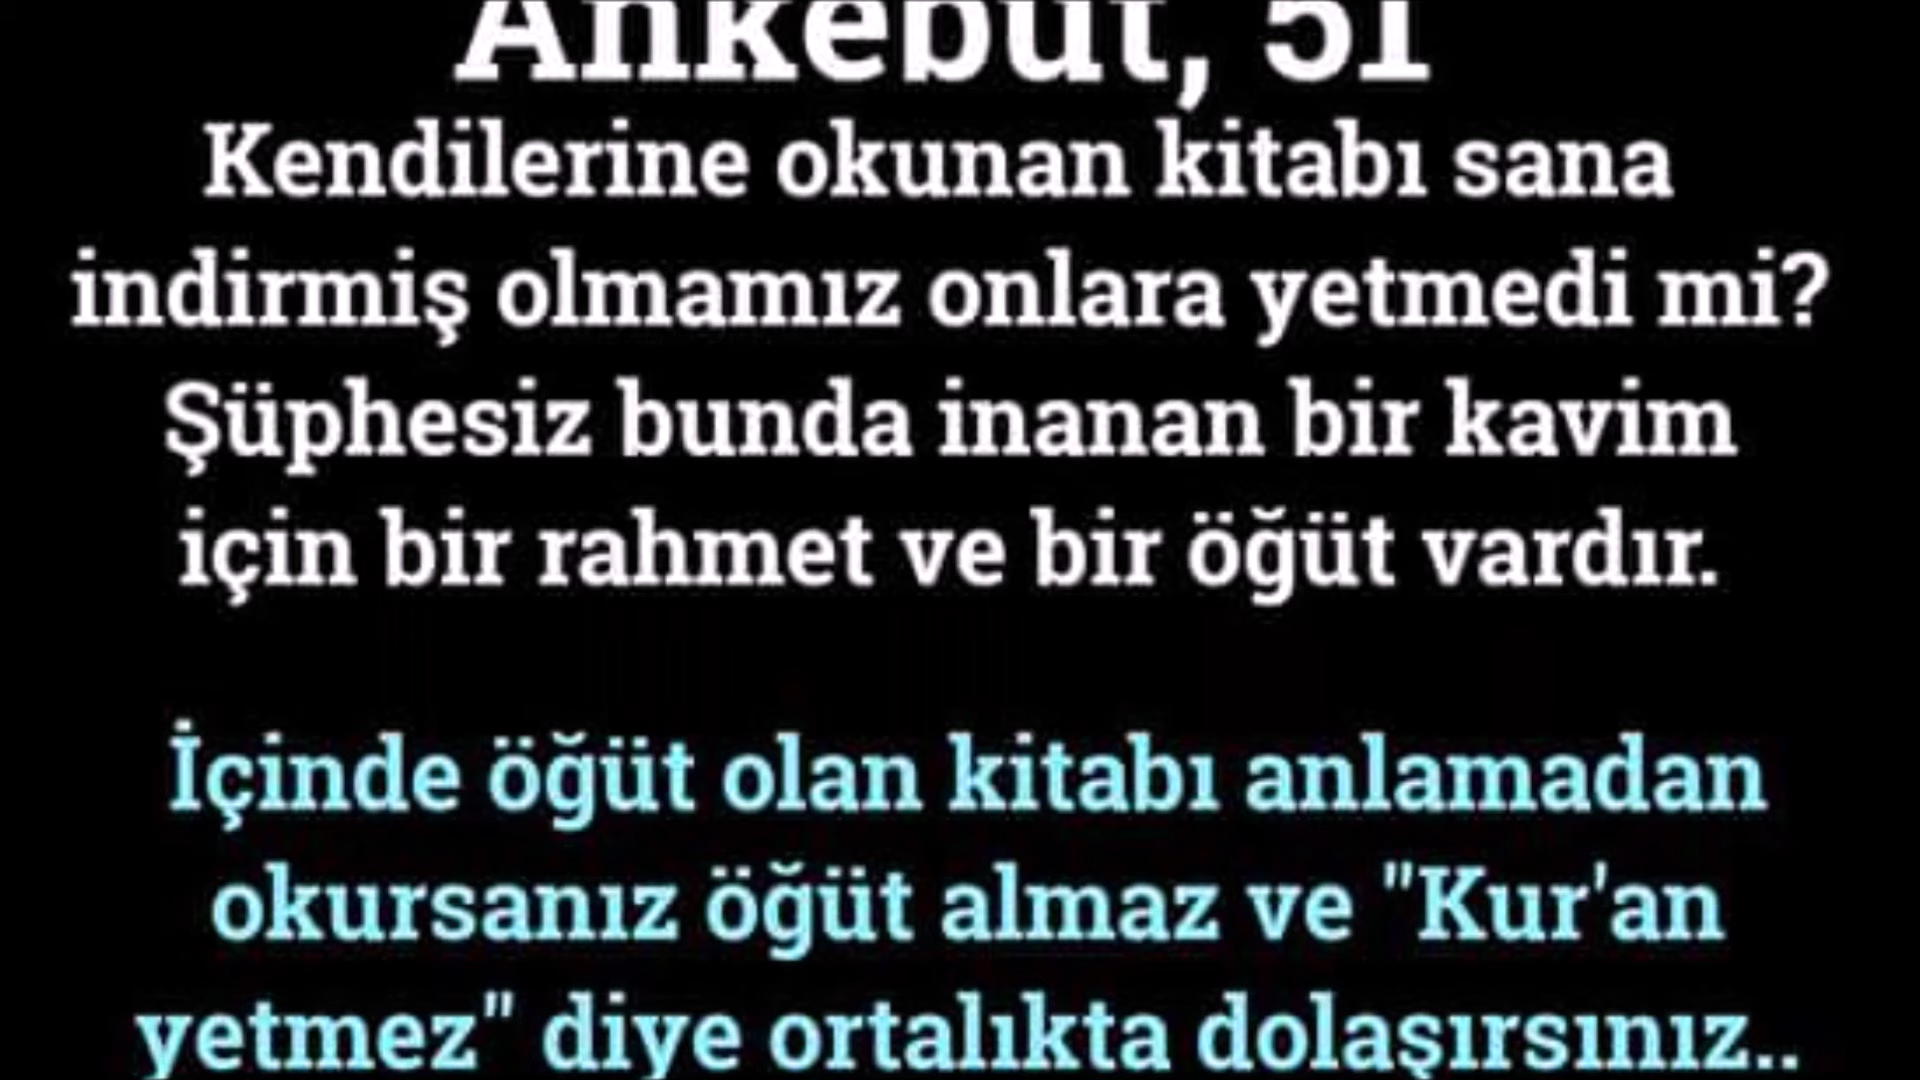 Ankebut, 51
Kendilerine okunan kitabı sana
indirmiş olmamız onlara yetmedi mi?
Şüphesiz bunda inanan bir kavim
için bir rahmet ve bir öğüt vardır.
İçinde öğüt olan kitabı anlamadan
okursanız öğüt almaz ve "Kur'an
yetmez" diye ortalıkta dolaşırsınız..